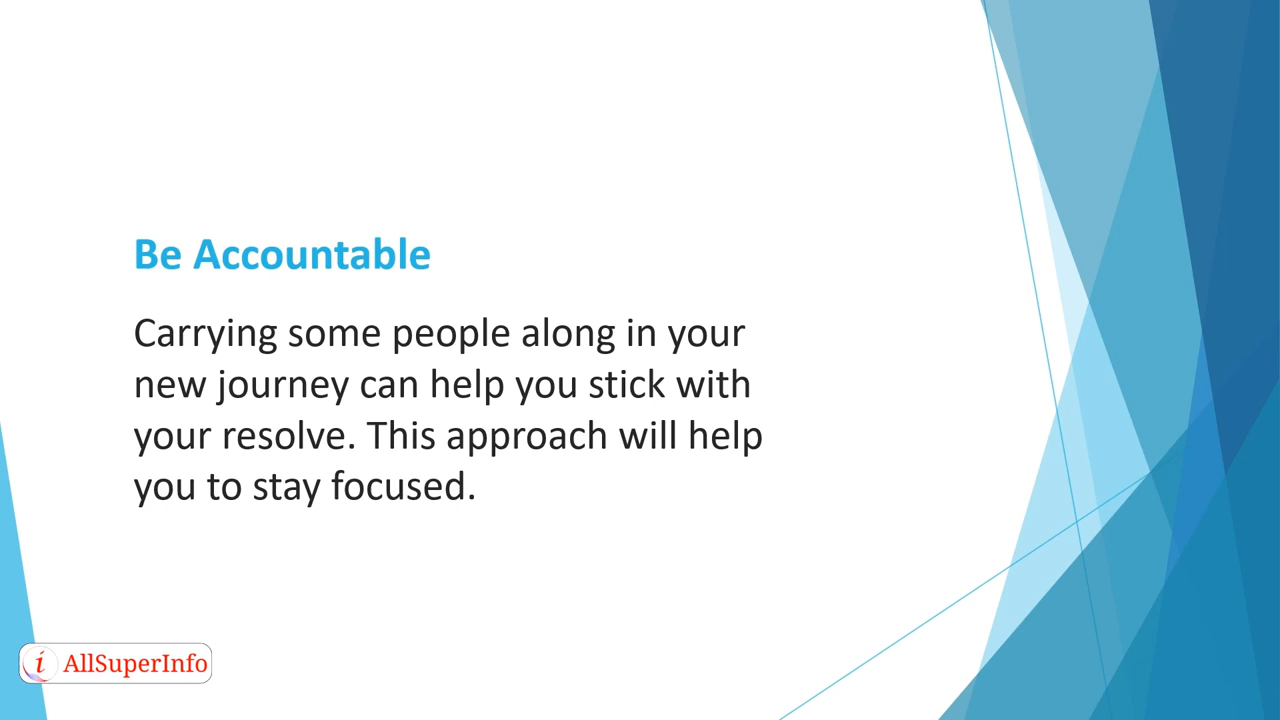 Be Accountable
Carrying some people along in your
new journey can help you stick with
your resolve. This approach will help
you to stay focused.
i AllSuperInfo